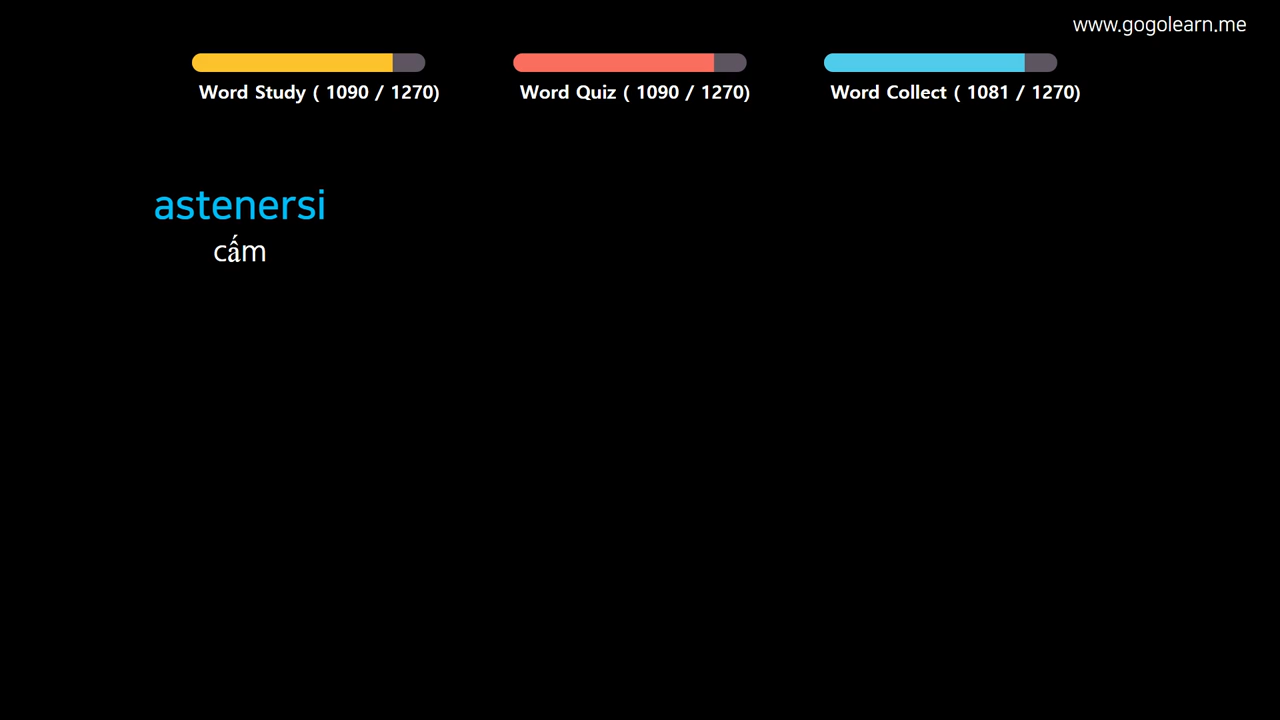 www.gogolearn.me
Word Study ( 1090 / 1270)
Word Quiz ( 1090 / 1270)
Word Collect ( 1081 / 1270)
astenersi
cấm